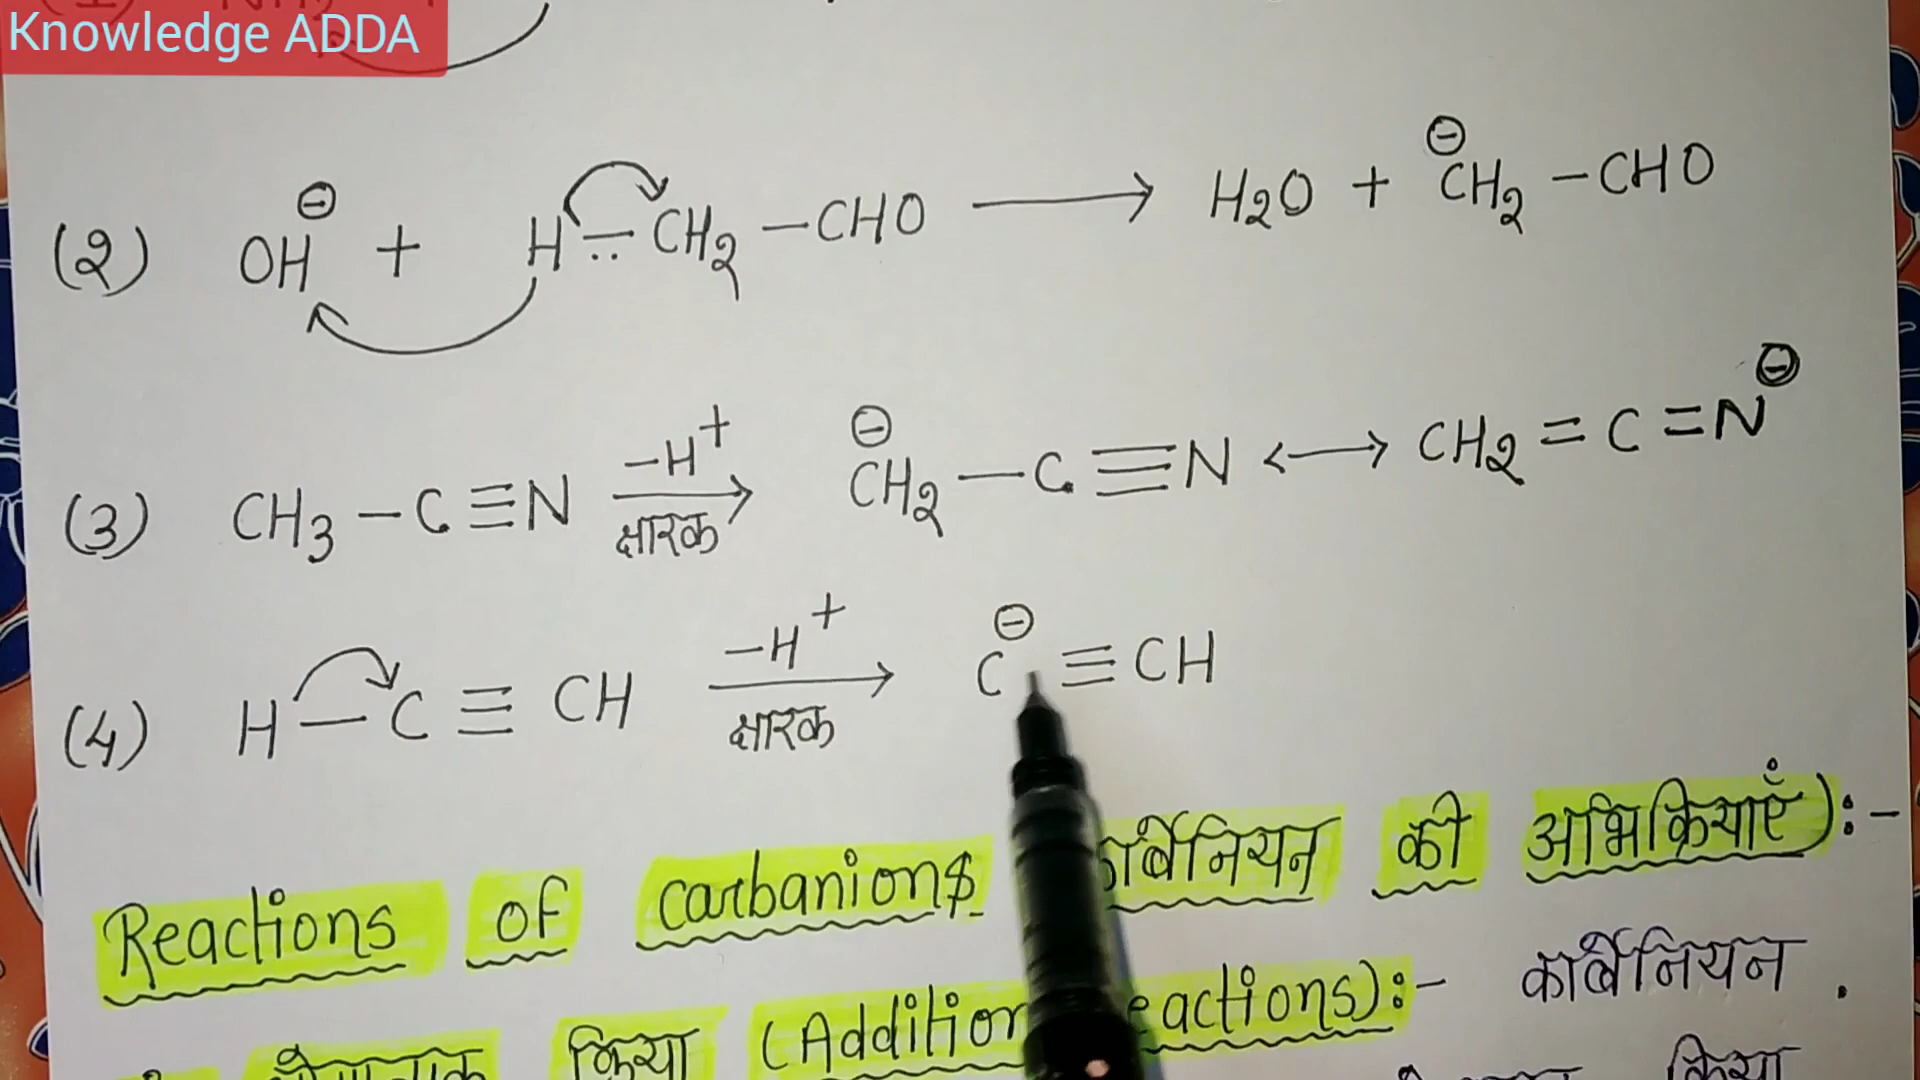 Knowledge ADDA
(2) OH⊖ + H–CH2–CHO ⟶ H2O + ⊖CH2–CHO
(3) CH3–C≡N –H+ ⟶ क्षारक ⊖CH2–C≡N ⟷ CH2=C=N⊖
(4) H–C≡CH –H+ ⟶ क्षारक ⊖C≡CH
Reactions of carbanions की अभिक्रियाएँ):-
क्रिया (Addition):- कार्बेनियन
क्रिया